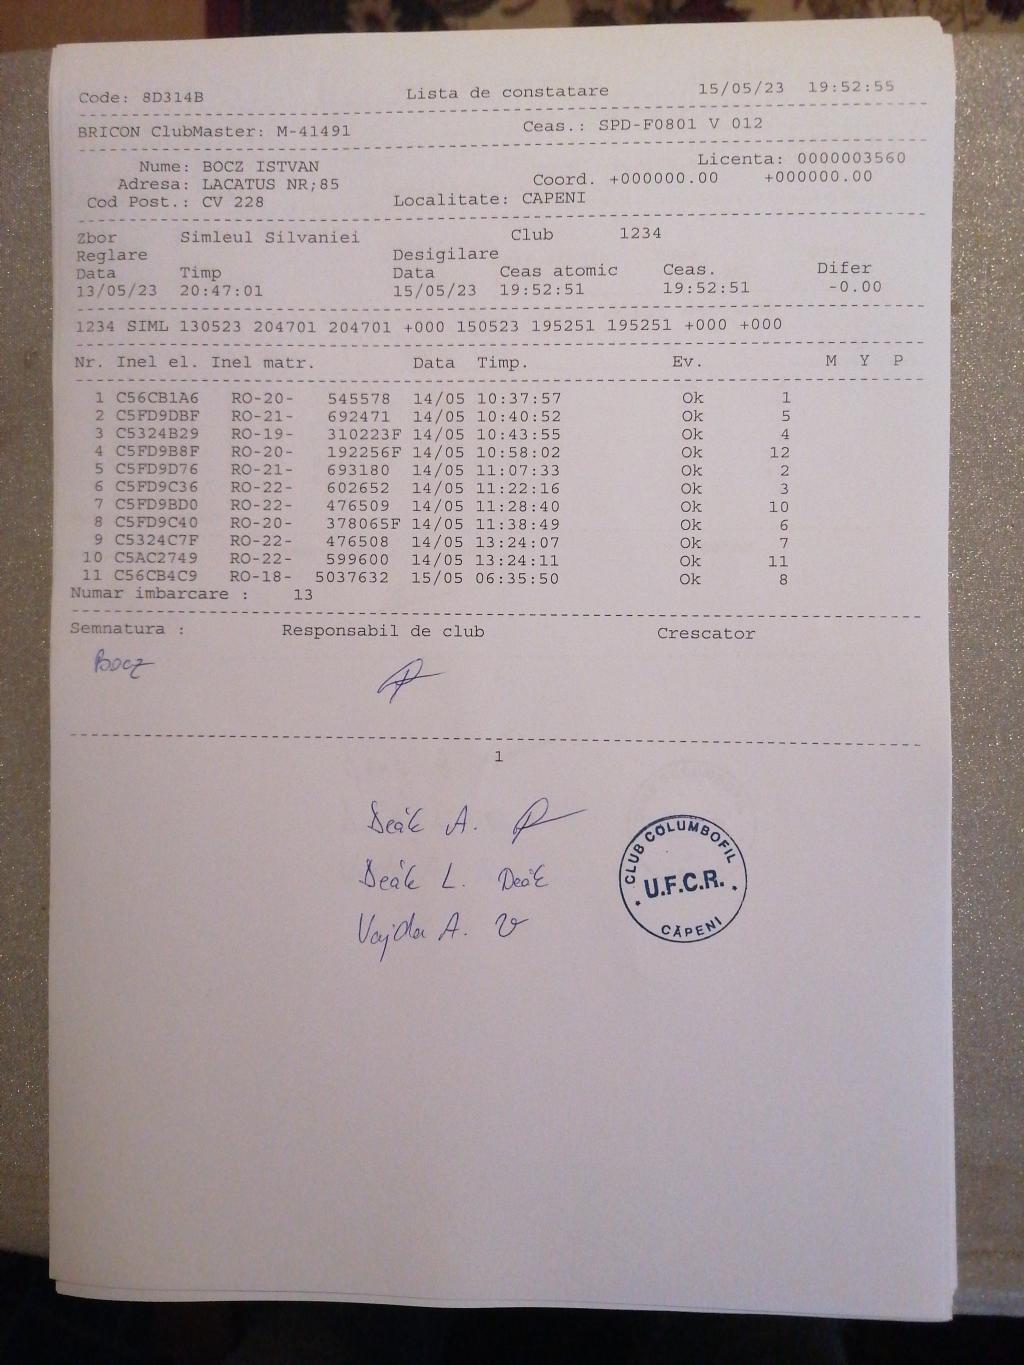 Code: 8D314B Lista de constatare 15/05/23 19:52:55
BRICON ClubMaster: M-41491 Ceas.: SPD-F0801 V 012
Nume: BOCZ ISTVAN Licenta: 0000003560
Adresa: LACATUS NR;85 Coord. +000000.00 +000000.00
Cod Post.: CV 228 Localitate: CAPENI
Zbor Simleul Silvaniei Club 1234
Reglare Desigilare
Data Timp Data Ceas atomic Ceas. Difer
13/05/23 20:47:01 15/05/23 19:52:51 19:52:51 -0.00
1234 SIML 130523 204701 204701 +000 150523 195251 195251 +000 +000
Nr. Inel el. Inel matr. Data Timp. Ev. M Y P
1 C56CB1A6 RO-20- 545578 14/05 10:37:57 Ok 1
2 C5FD9DBF RO-21- 692471 14/05 10:40:52 Ok 5
3 C5324B29 RO-19- 310223F 14/05 10:43:55 Ok 4
4 C5FD9B8F RO-20- 192256F 14/05 10:58:02 Ok 12
5 C5FD9D76 RO-21- 693180 14/05 11:07:33 Ok 2
6 C5FD9C36 RO-22- 602652 14/05 11:22:16 Ok 3
7 C5FD9BD0 RO-22- 476509 14/05 11:28:40 Ok 10
8 C5FD9C40 RO-20- 378065F 14/05 11:38:49 Ok 6
9 C5324C7F RO-22- 476508 14/05 13:24:07 Ok 7
10 C5AC2749 RO-22- 599600 14/05 13:24:11 Ok 11
11 C56CB4C9 RO-18- 5037632 15/05 06:35:50 Ok 8
Numar imbarcare : 13
Semnatura : Responsabil de club Crescator
Bocz
1
Deák A.
Deák L. Deák
Vajda A. V
CLUB COLUMBOFIL
U.F.C.R.
CĂPENI